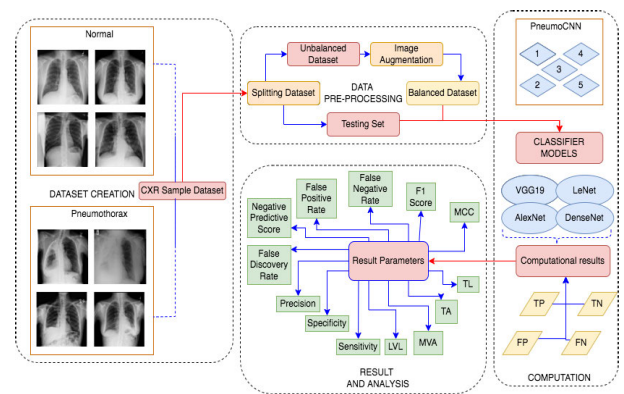 Normal
DATASET CREATION
CXR Sample Dataset
Pneumothorax
Unbalanced
Dataset
Image
Augmentation
Splitting Dataset
DATA
PRE-PROCESSING
Balanced Dataset
Testing Set
PneumoCNN
1
4
3
2
5
CLASSIFIER
MODELS
VGG19
LeNet
AlexNet
DenseNet
Computational results
TP
TN
FP
FN
COMPUTATION
False
Positive
Rate
False
Negative
Rate
F1
Score
MCC
Negative
Predictive
Score
False
Discovery
Rate
Result Parameters
Precision
Specificity
Sensitivity
LVL
MVA
TA
TL
RESULT
AND ANALYSIS